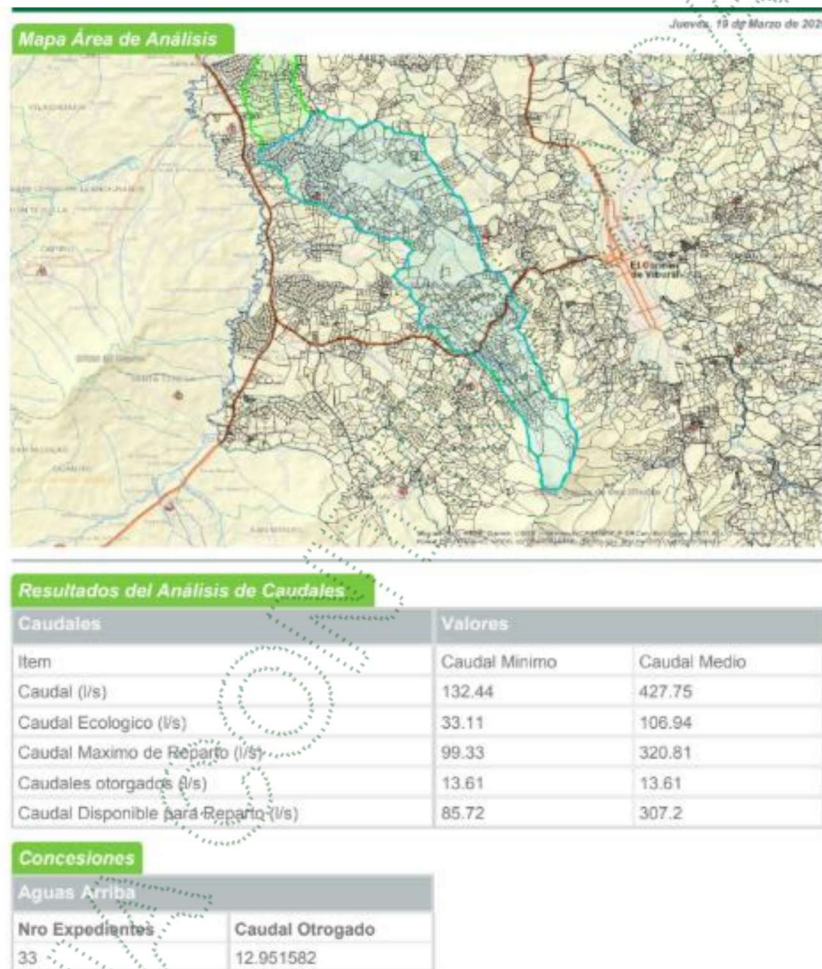 Jueves, 19 de Marzo de 202
Mapa Área de Análisis
El Carmen
de Viboral
Resultados del Análisis de Caudales
Caudales Valores
Item Caudal Minimo Caudal Medio
Caudal (l/s) 132.44 427.75
Caudal Ecologico (l/s) 33.11 106.94
Caudal Maximo de Reparto (l/s) 99.33 320.81
Caudales otorgados (l/s) 13.61 13.61
Caudal Disponible para Reparto (l/s) 85.72 307.2
Concesiones
Aguas Arriba
Nro Expedientes Caudal Otrogado
33 12.951582